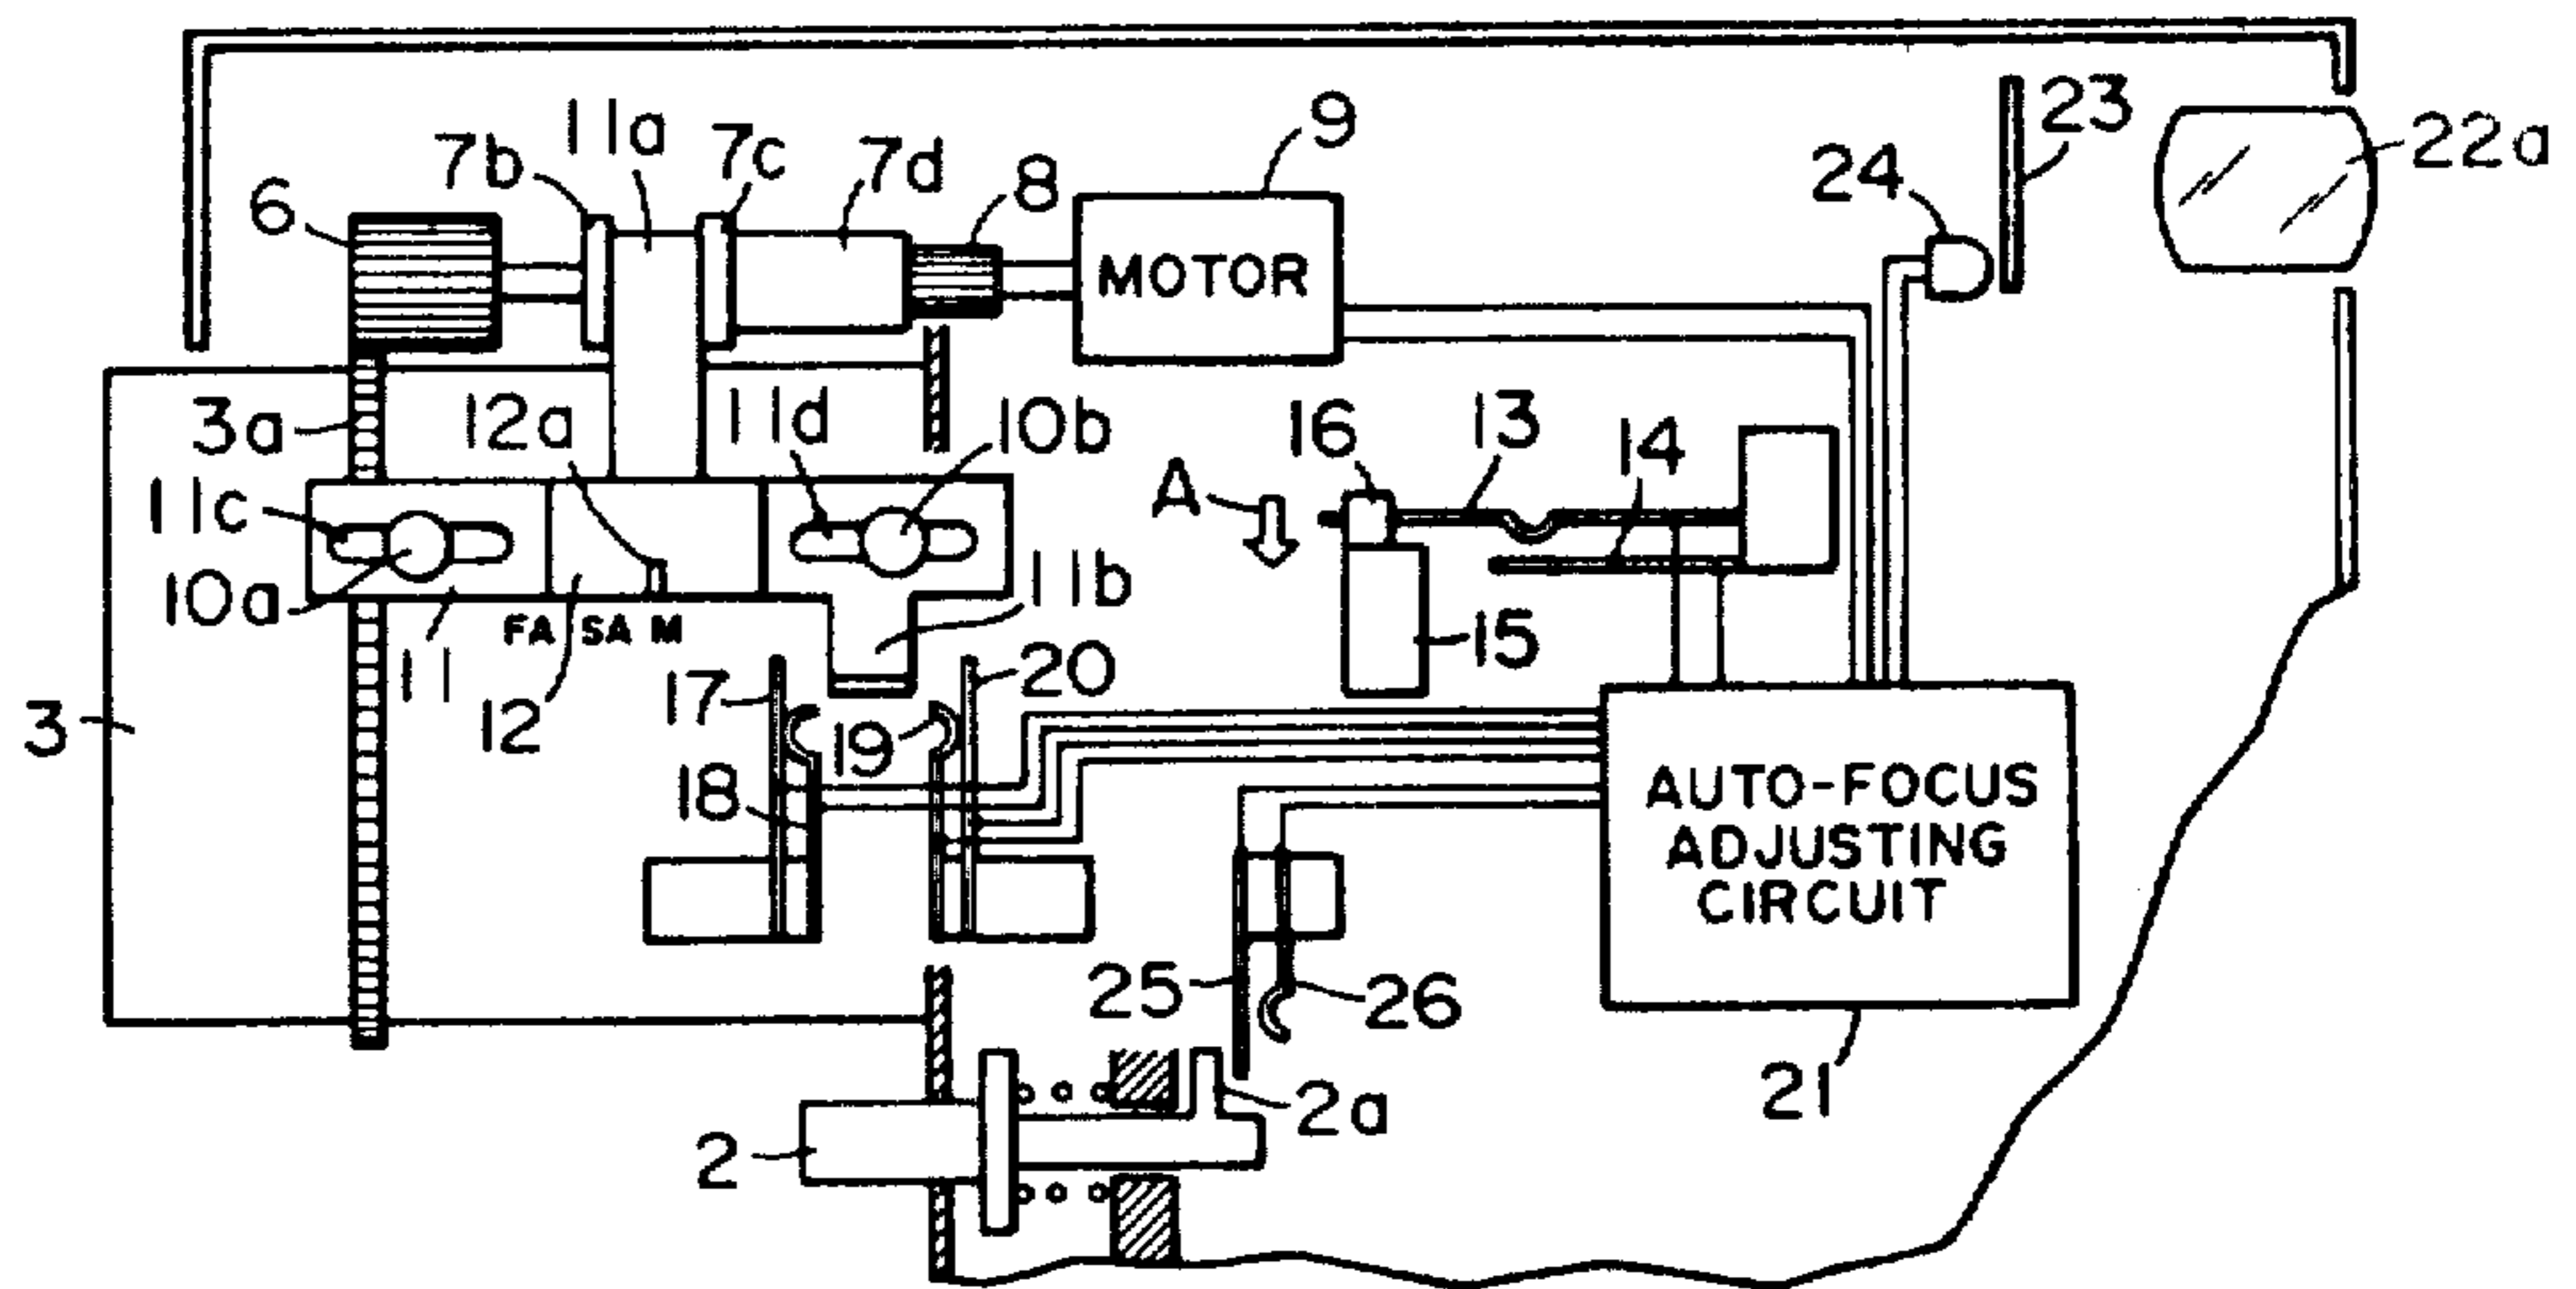 9
23
22a
11a
7c
7d
7b
8
24
6
MOTOR
3a
12a
11d
10b
16
13
14
A
11c
10a
11b
FA SA M
15
11
20
17
12
3
19
18
AUTO-FOCUS
ADJUSTING
CIRCUIT
25
26
21
2a
2